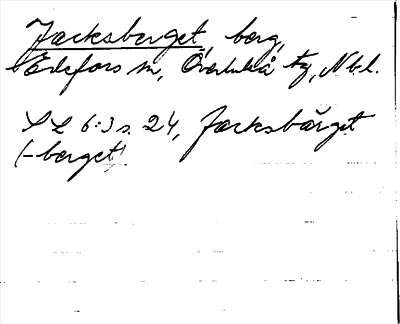 Jacksberget, berg,
Edefors sn, Överluleå tg, Nbl.
SL 6:3 s. 24, Jacksbärget
(-berget)